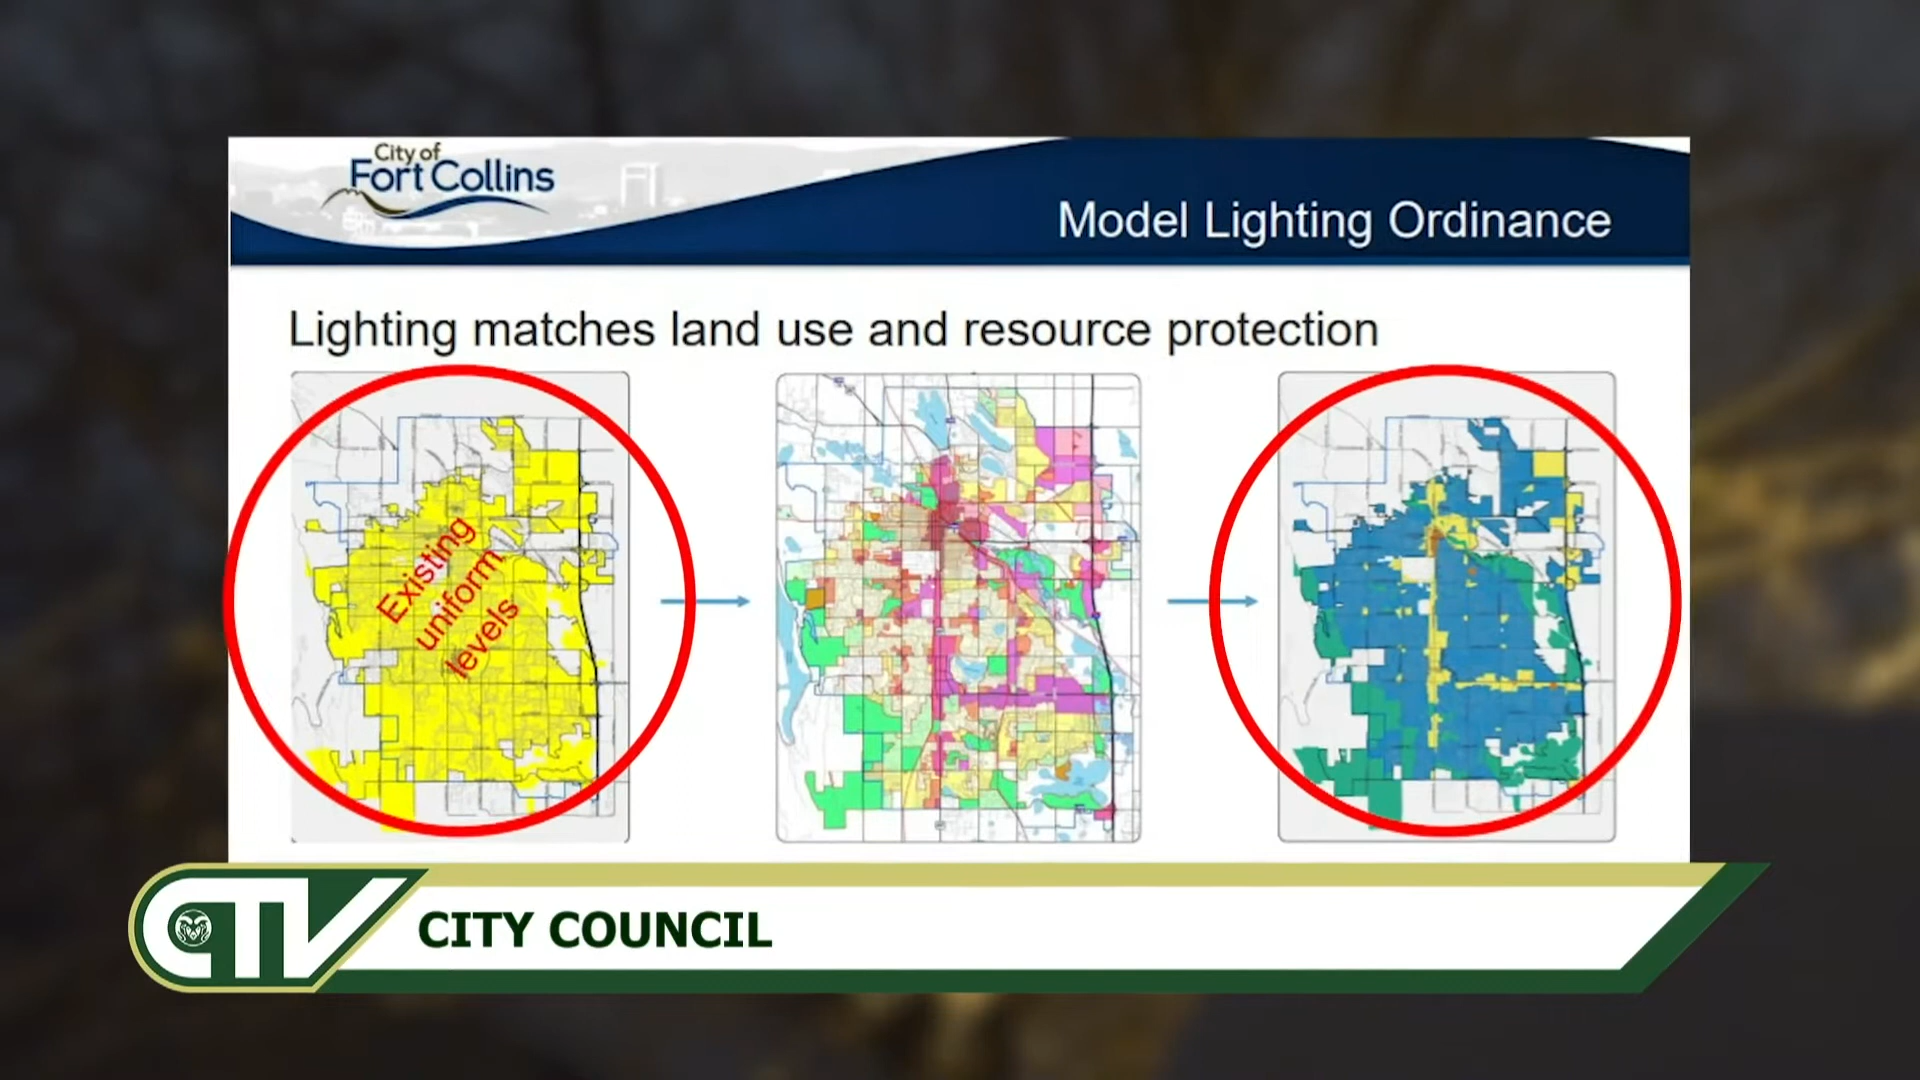 City of
Fort Collins
Model Lighting Ordinance
Lighting matches land use and resource protection
Existing
uniform
levels
CTV
CITY COUNCIL